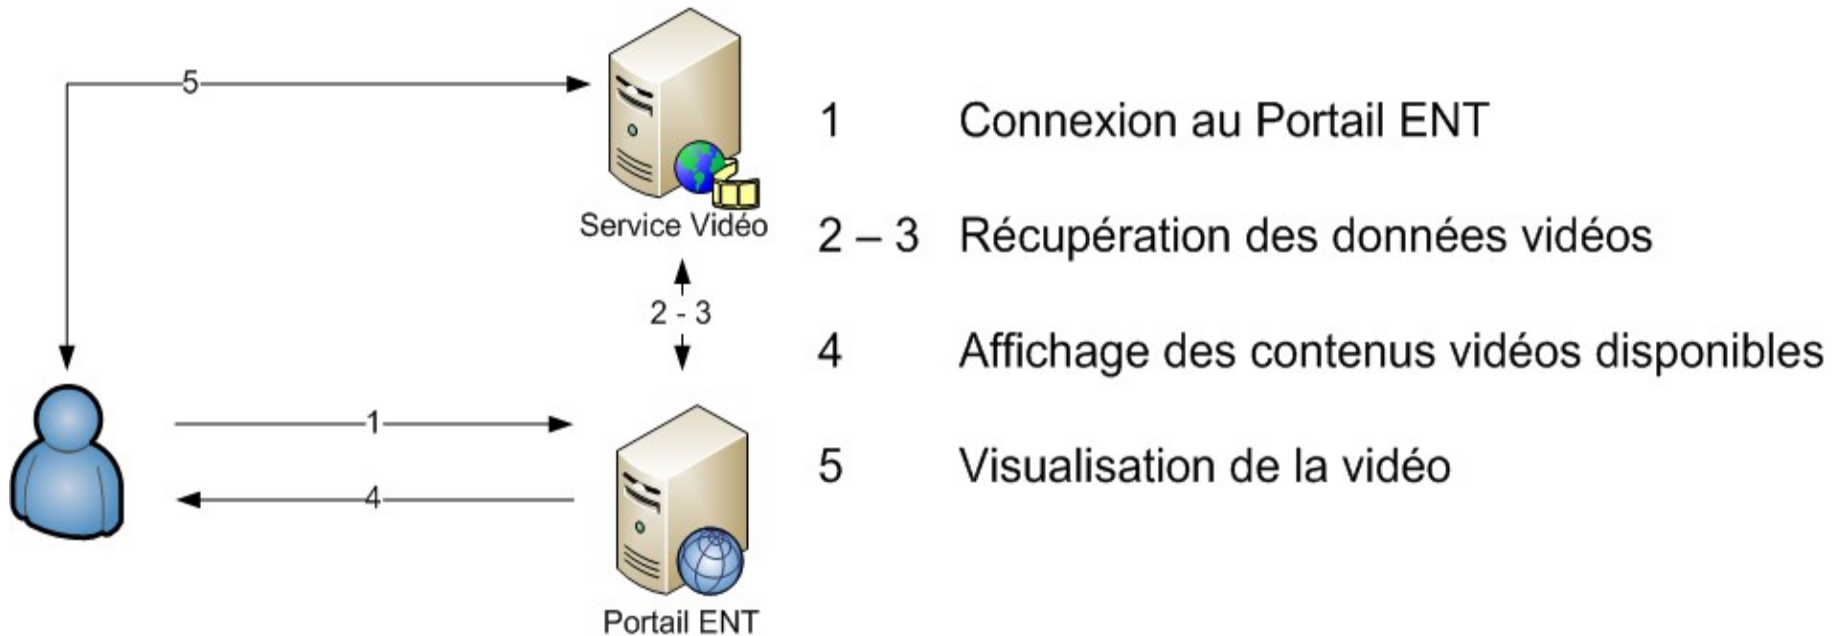 5
Service Vidéo
2 - 3
1
4
Portail ENT
1 Connexion au Portail ENT
2 – 3 Récupération des données vidéos
4 Affichage des contenus vidéos disponibles
5 Visualisation de la vidéo